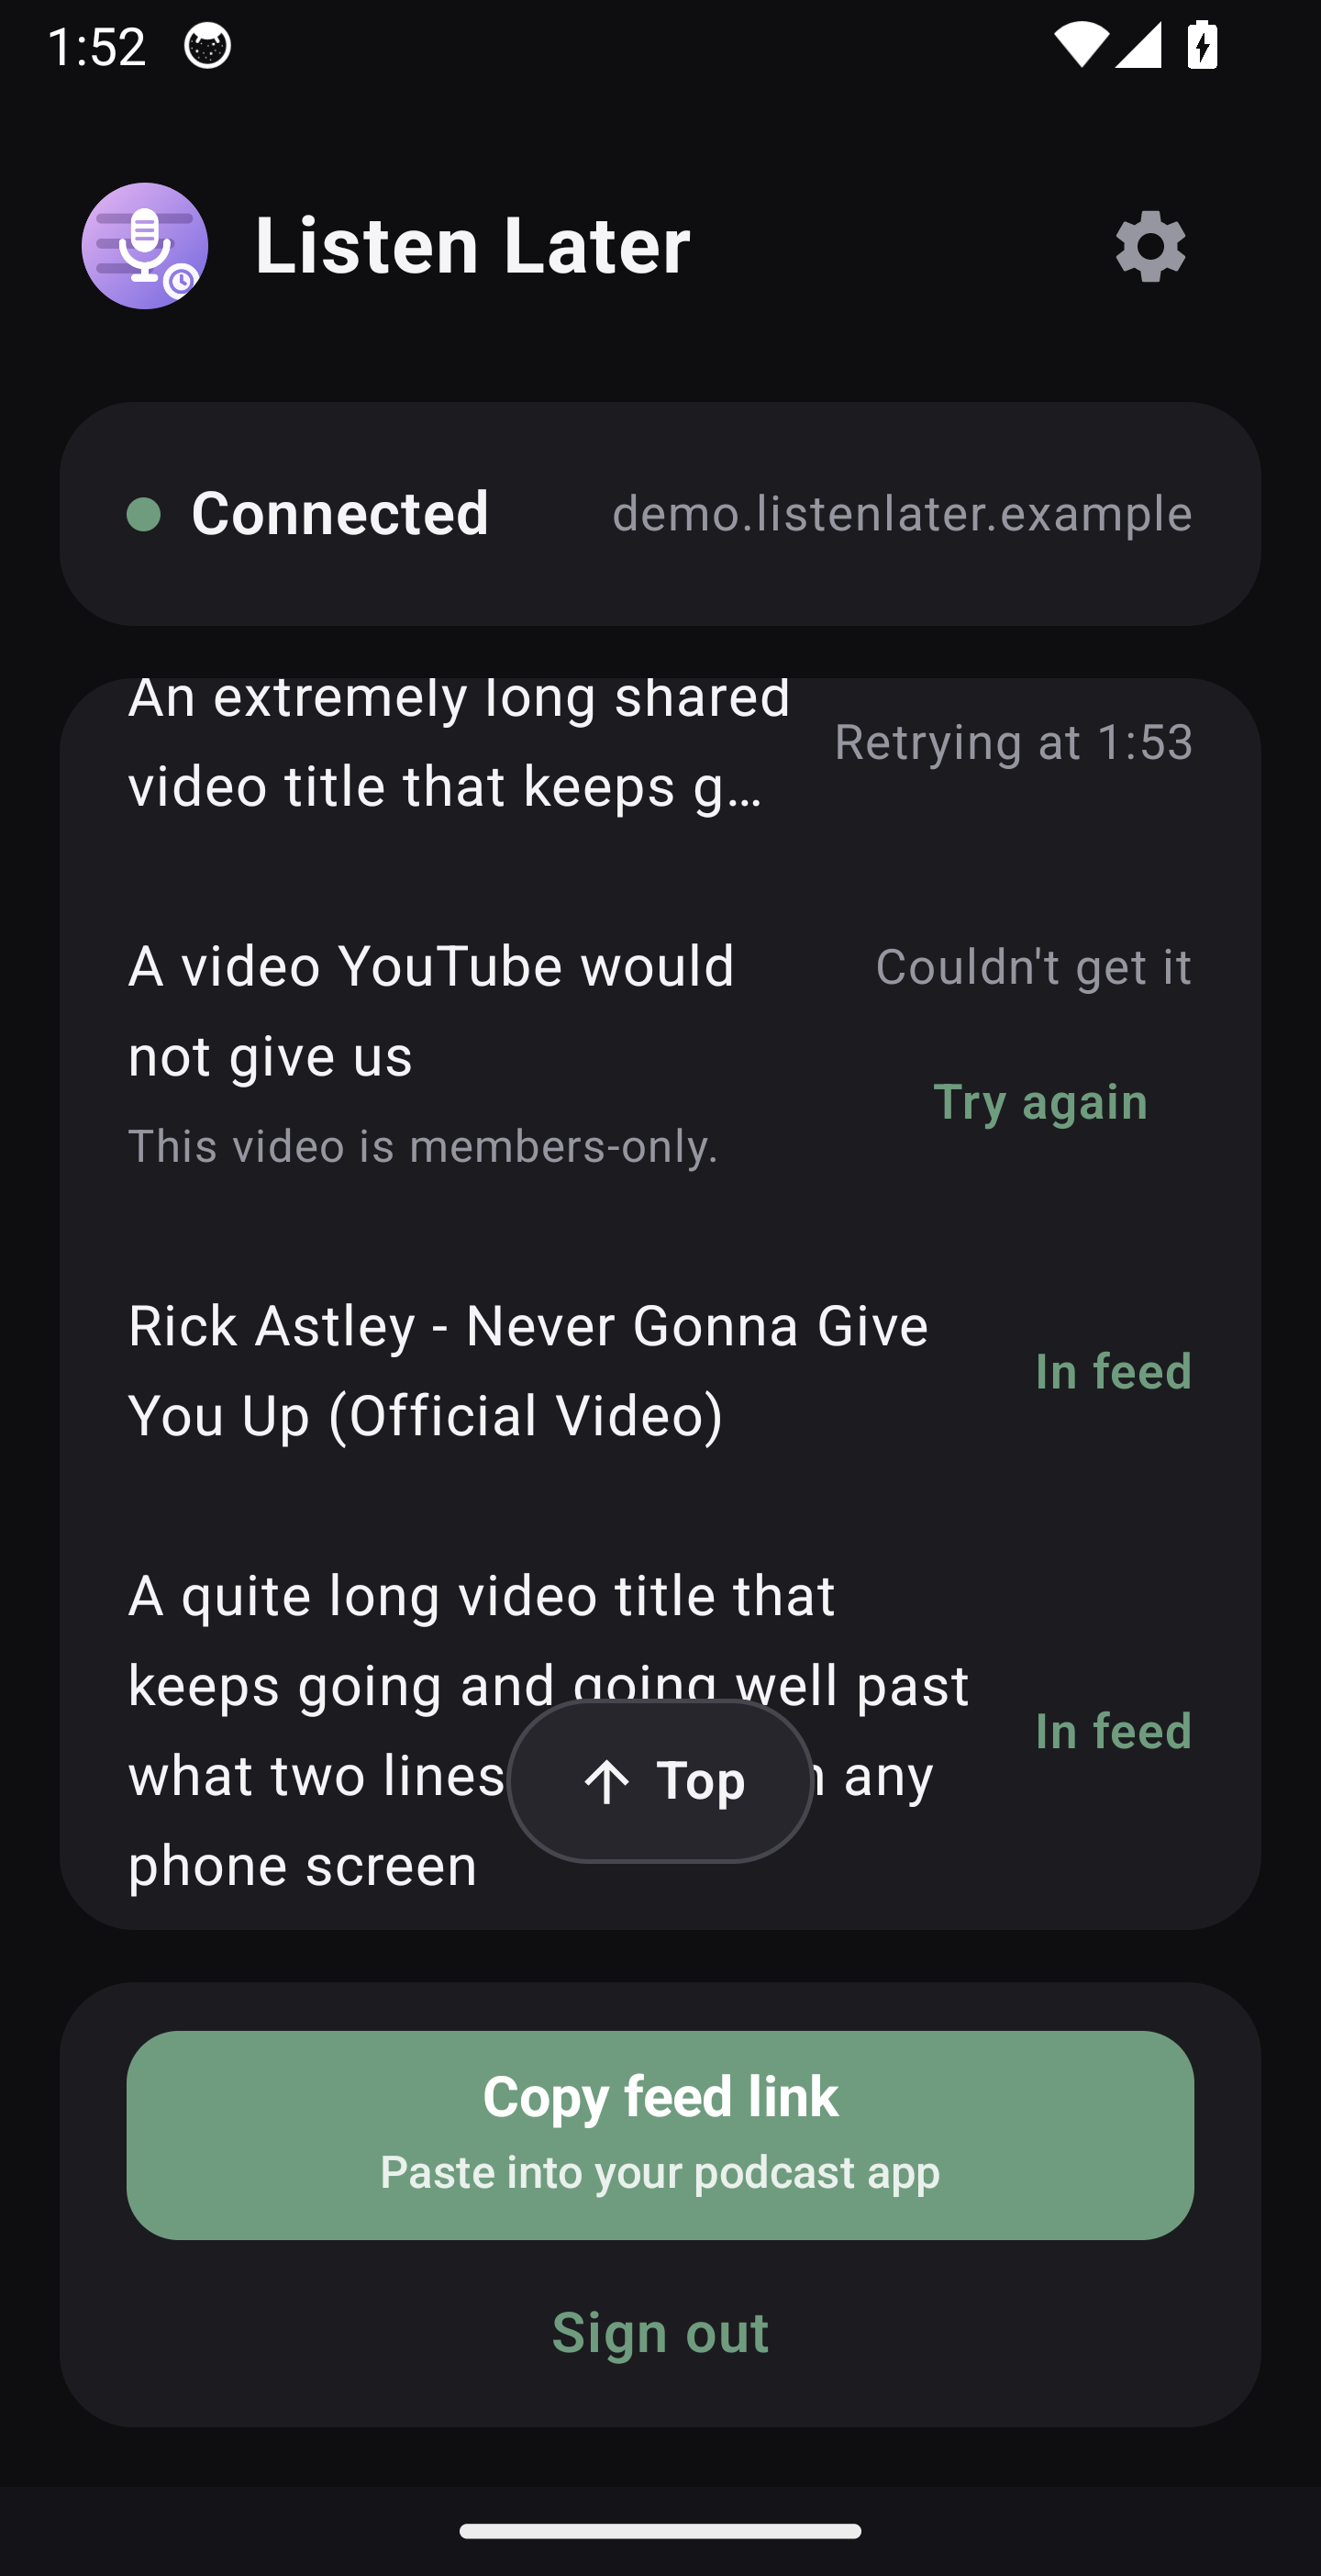 1:52
Listen Later
Connected
demo.listenlater.example
An extremely long shared
video title that keeps g…
Retrying at 1:53
A video YouTube would
not give us
Couldn't get it
This video is members-only.
Try again
Rick Astley - Never Gonna Give
You Up (Official Video)
In feed
A quite long video title that
keeps going and going well past
what two lines any
phone screen
In feed
Top
Copy feed link
Paste into your podcast app
Sign out